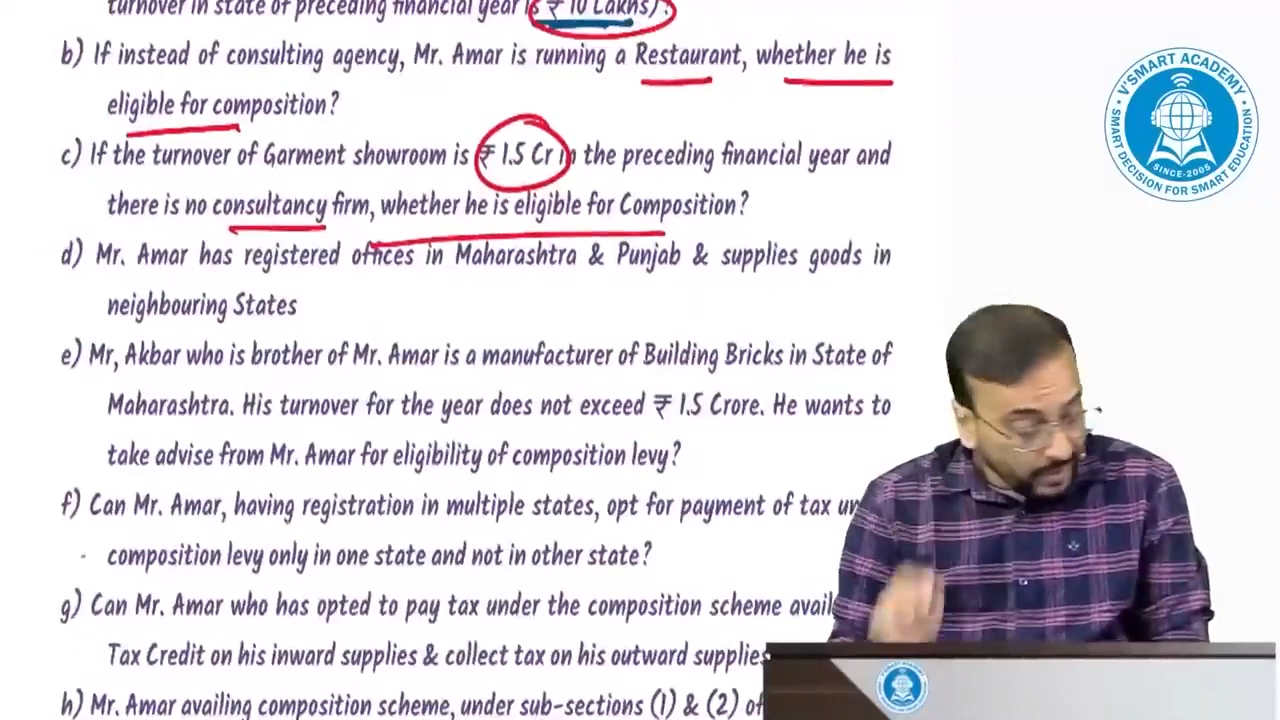 turnover in state of preceding financial year is ₹ 10 Lakhs)?
b) If instead of consulting agency, Mr. Amar is running a Restaurant, whether he is
eligible for composition?
c) If the turnover of Garment showroom is ₹ 1.5 Cr in the preceding financial year and
there is no consultancy firm, whether he is eligible for Composition?
d) Mr. Amar has registered offices in Maharashtra & Punjab & supplies goods in
neighbouring States
e) Mr, Akbar who is brother of Mr. Amar is a manufacturer of Building Bricks in State of
Maharashtra. His turnover for the year does not exceed ₹ 1.5 Crore. He wants to
take advise from Mr. Amar for eligibility of composition levy?
f) Can Mr. Amar, having registration in multiple states, opt for payment of tax un
composition levy only in one state and not in other state?
g) Can Mr. Amar who has opted to pay tax under the composition scheme avail
Tax Credit on his inward supplies & collect tax on his outward supplies
h) Mr. Amar availing composition scheme, under sub-sections (1) & (2) of
V'SMART ACADEMY
SINCE-2005
SMART DECISION FOR SMART EDUCATION